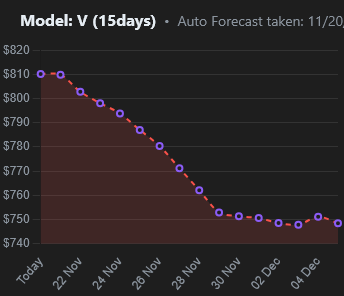 Model: V (15days) • Auto Forecast taken: 11/20,
$820
$810
$800
$790
$780
$770
$760
$750
$740
Today
22 Nov
24 Nov
26 Nov
28 Nov
30 Nov
02 Dec
04 Dec